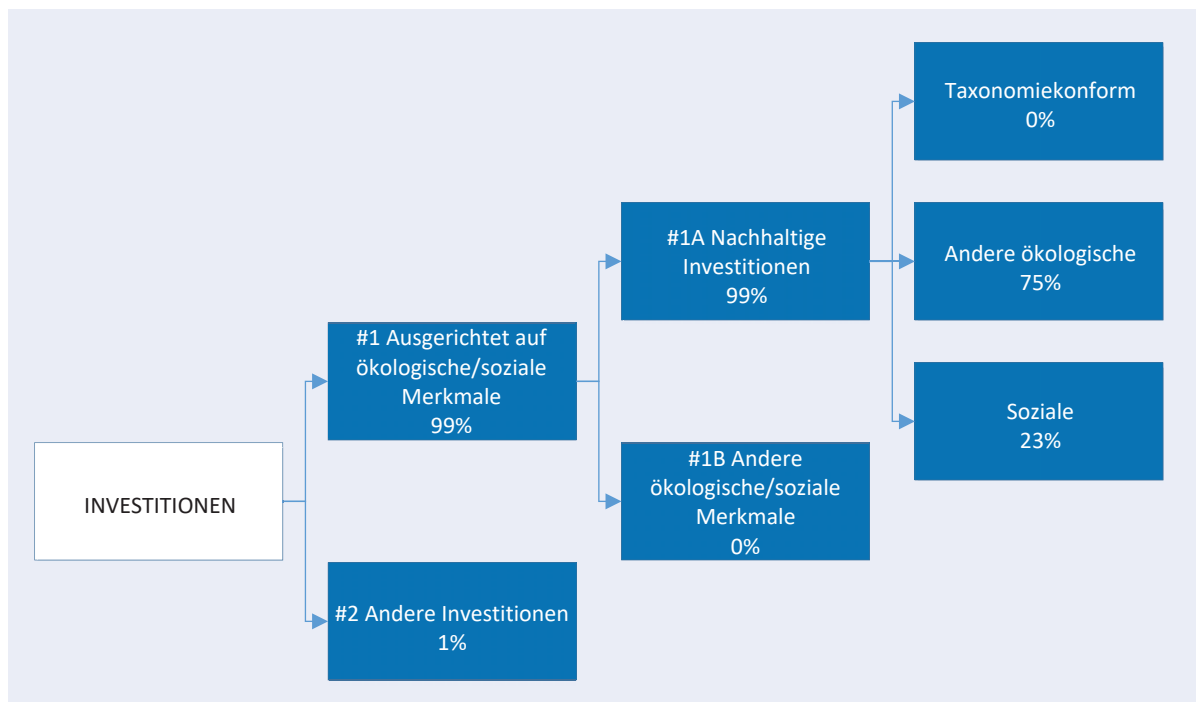 INVESTITIONEN
#1 Ausgerichtet auf
ökologische/soziale
Merkmale
99%
#2 Andere Investitionen
1%
#1A Nachhaltige
Investitionen
99%
#1B Andere
ökologische/soziale
Merkmale
0%
Taxonomiekonform
0%
Andere ökologische
75%
Soziale
23%